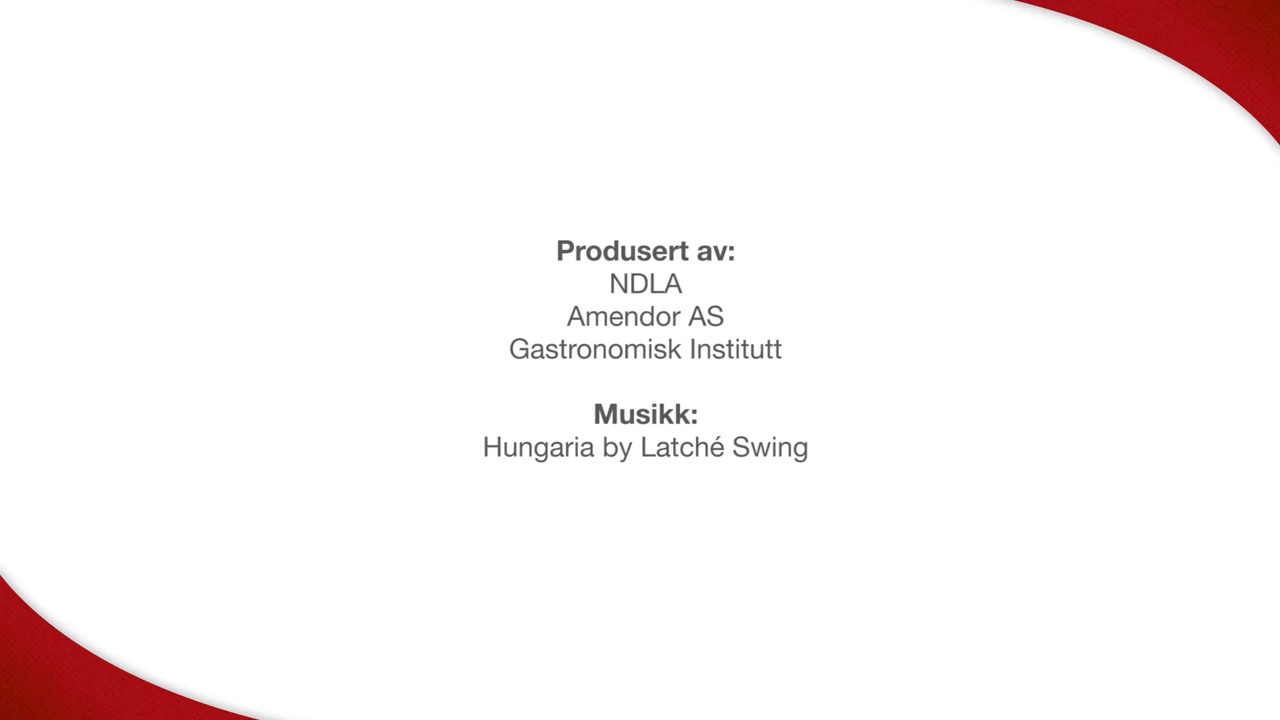 Produsert av:
NDLA
Amendor AS
Gastronomisk Institutt
Musikk:
Hungaria by Latché Swing